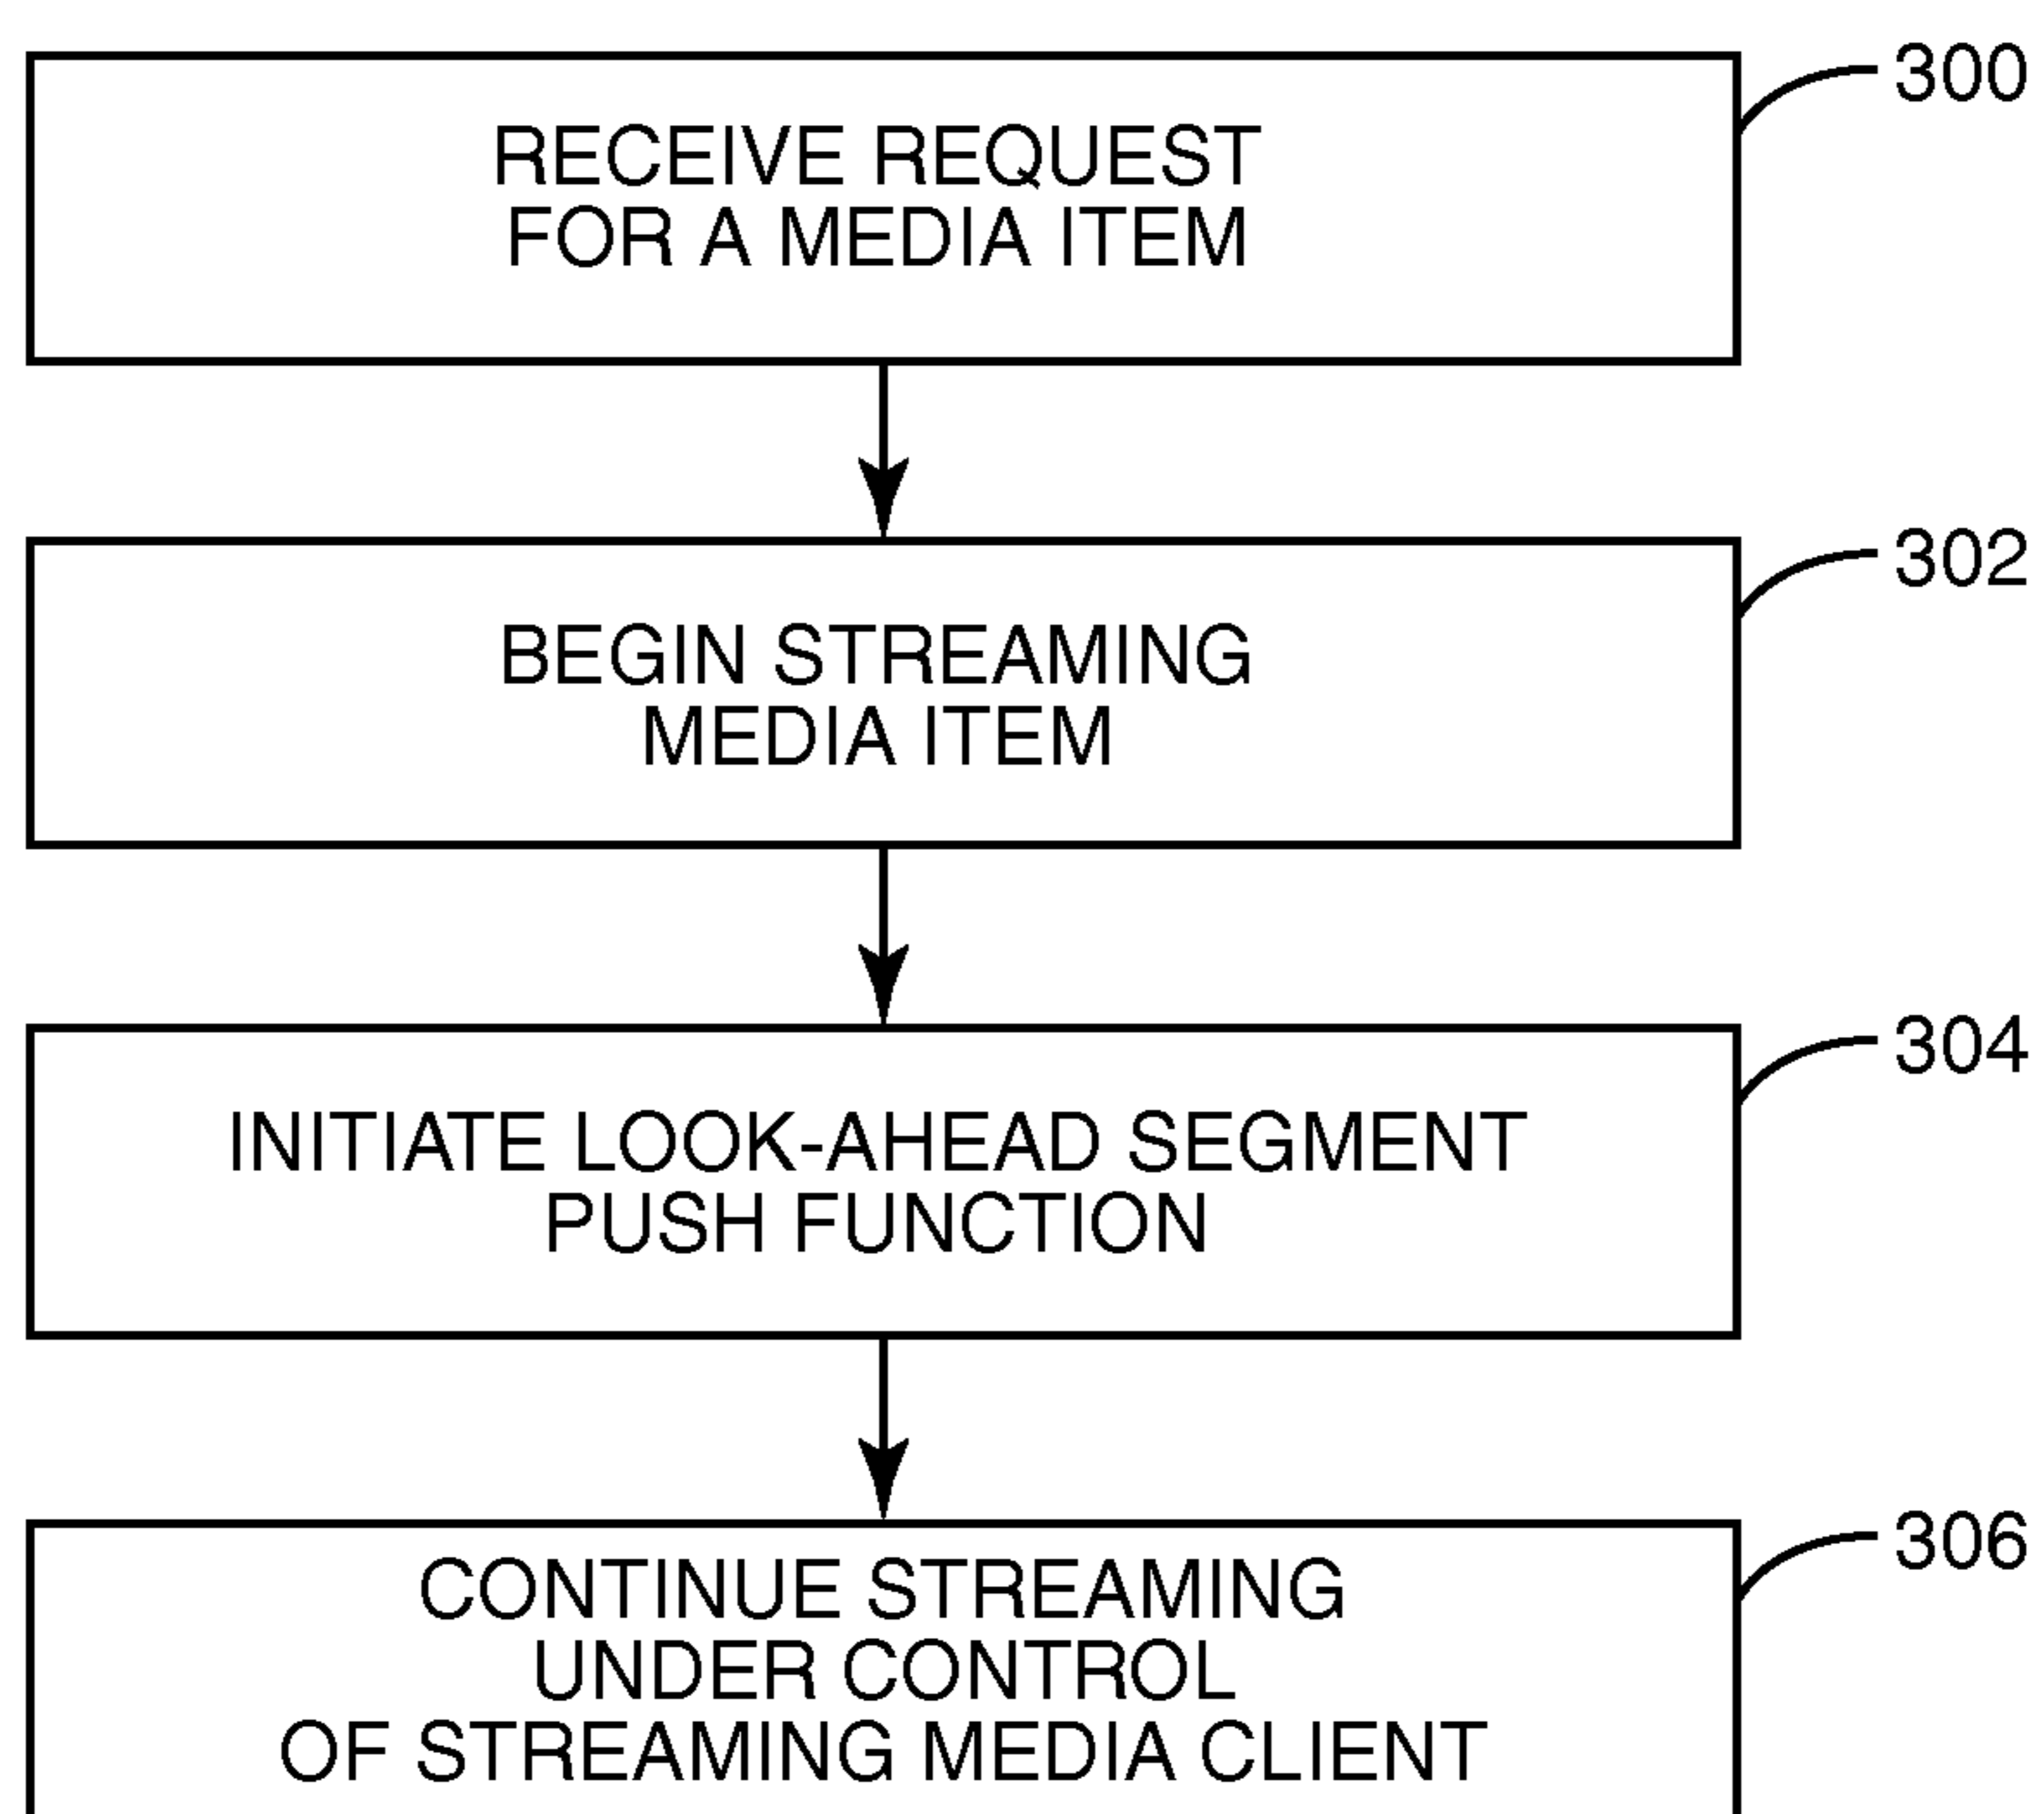 300
RECEIVE REQUEST
FOR A MEDIA ITEM
302
BEGIN STREAMING
MEDIA ITEM
304
INITIATE LOOK-AHEAD SEGMENT
PUSH FUNCTION
306
CONTINUE STREAMING
UNDER CONTROL
OF STREAMING MEDIA CLIENT